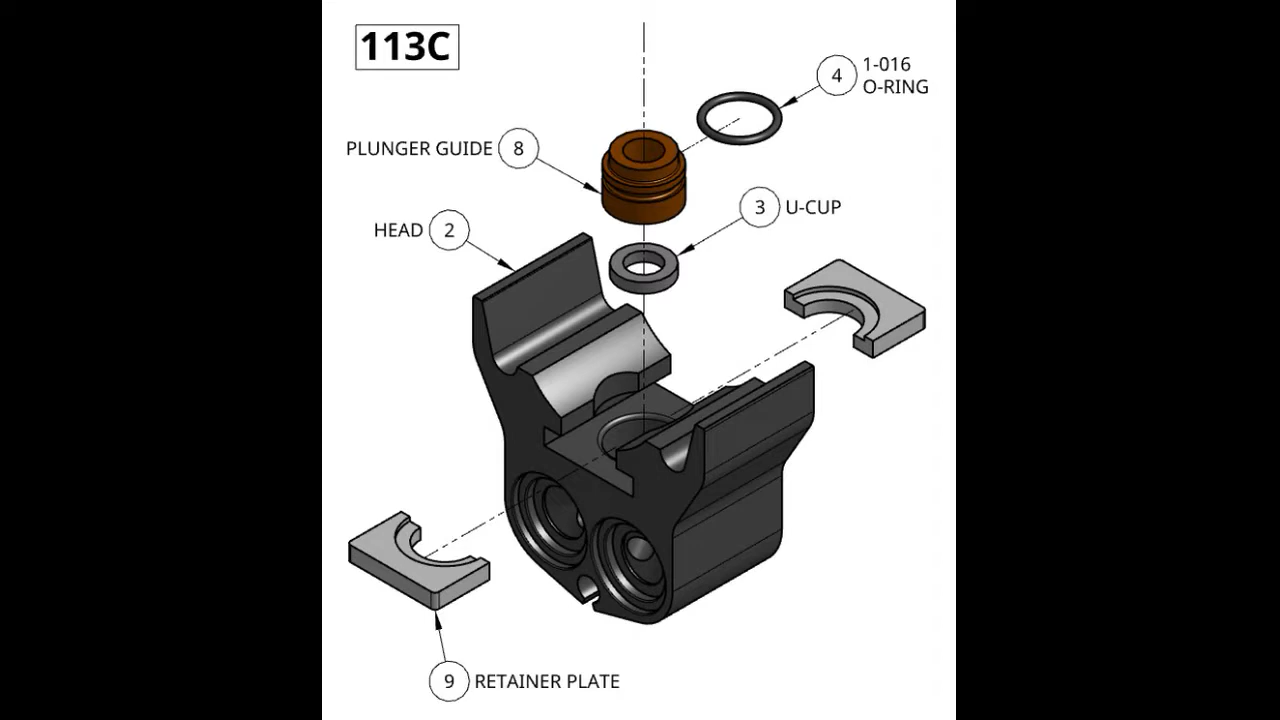 113C
4
1-016
O-RING
PLUNGER GUIDE 8
3 U-CUP
HEAD 2
9 RETAINER PLATE